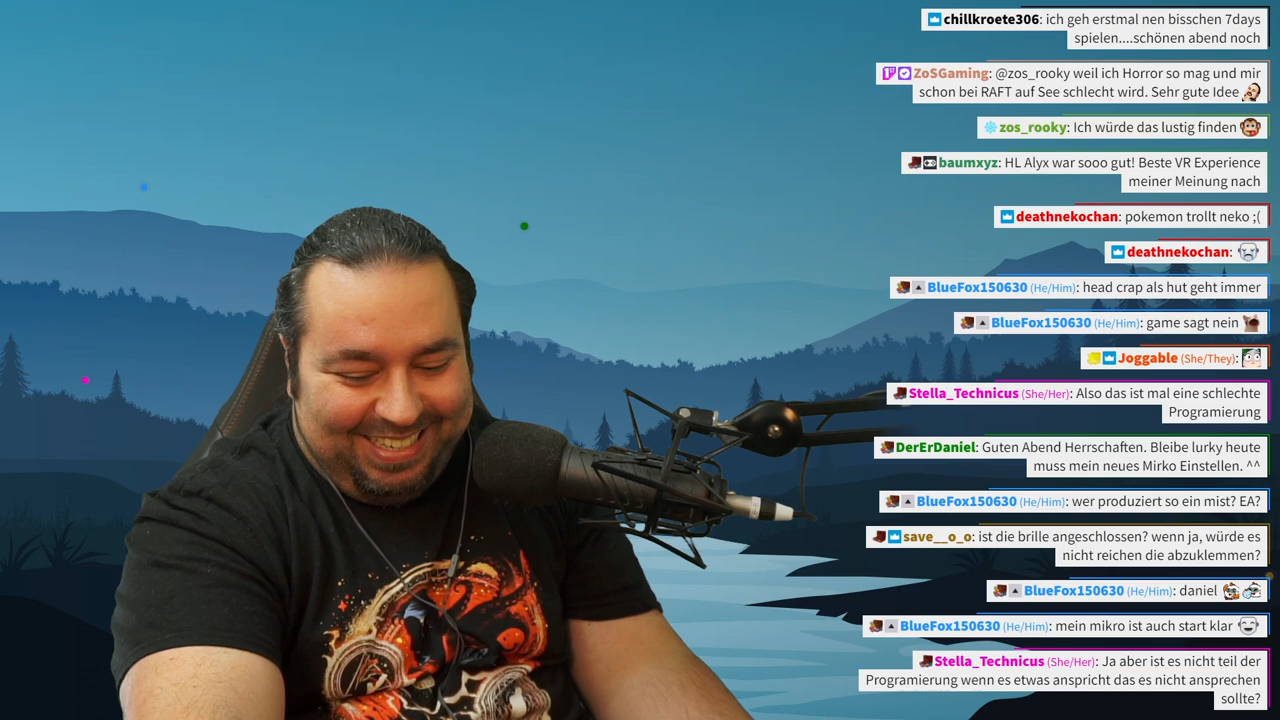 chillkroete306: ich geh erstmal nen bisschen 7days
spielen....schönen abend noch
ZoSGaming: @zos_rooky weil ich Horror so mag und mir
schon bei RAFT auf See schlecht wird. Sehr gute Idee
zos_rooky: Ich würde das lustig finden
baumxyz: HL Alyx war sooo gut! Beste VR Experience
meiner Meinung nach
deathnekochan: pokemon trollt neko ;(
deathnekochan:
BlueFox150630 (He/Him): head crap als hut geht immer
BlueFox150630 (He/Him): game sagt nein
Joggable (She/They):
Stella_Technicus (She/Her): Also das ist mal eine schlechte
Programierung
DerErDaniel: Guten Abend Herrschaften. Bleibe lurky heute
muss mein neues Mirko Einstellen. ^^
BlueFox150630 (He/Him): wer produziert so ein mist? EA?
save__o_o: ist die brille angeschlossen? wenn ja, würde es
nicht reichen die abzuklemmen?
BlueFox150630 (He/Him): daniel
BlueFox150630 (He/Him): mein mikro ist auch start klar
Stella_Technicus (She/Her): Ja aber ist es nicht teil der
Programierung wenn es etwas anspricht das es nicht ansprechen
sollte?